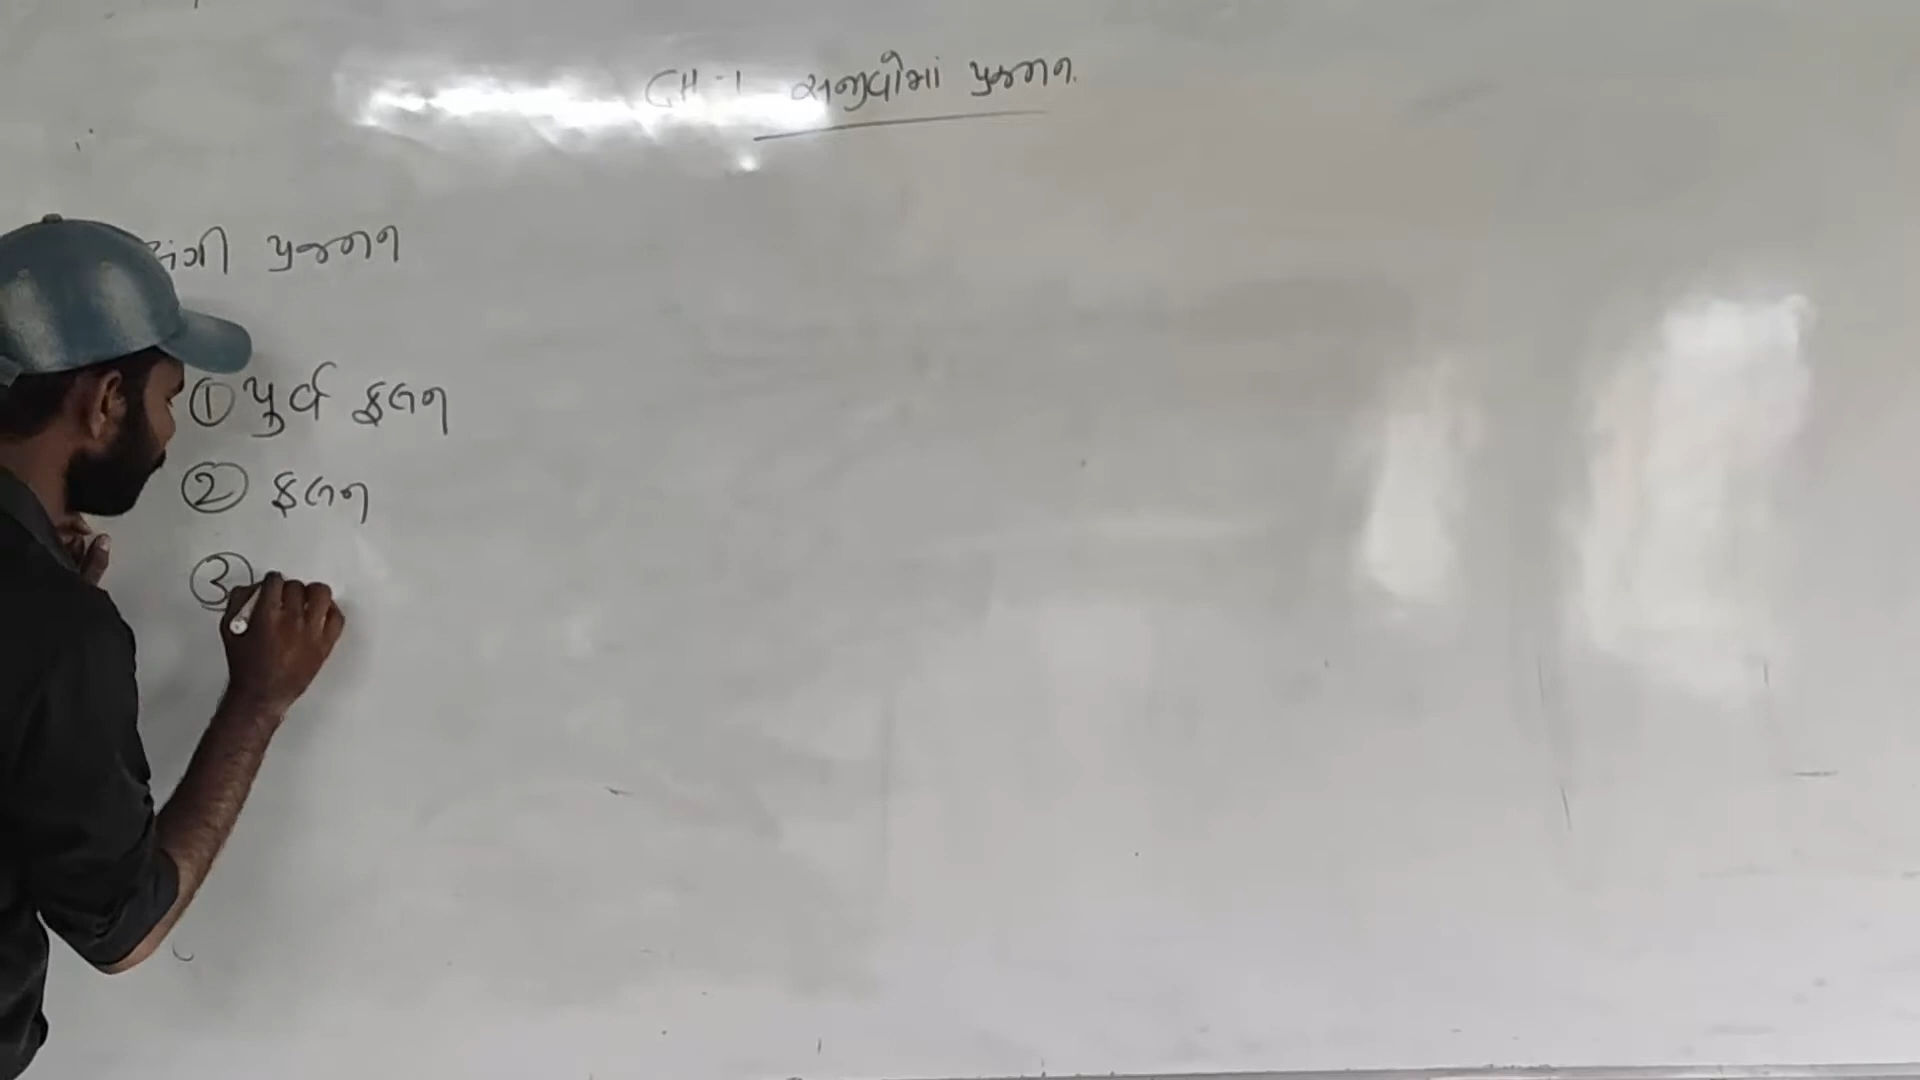 CH-1 સજીવોમાં પ્રજનન.
પ્રજનન
① પૂર્વ ફલન
② ફલન
③